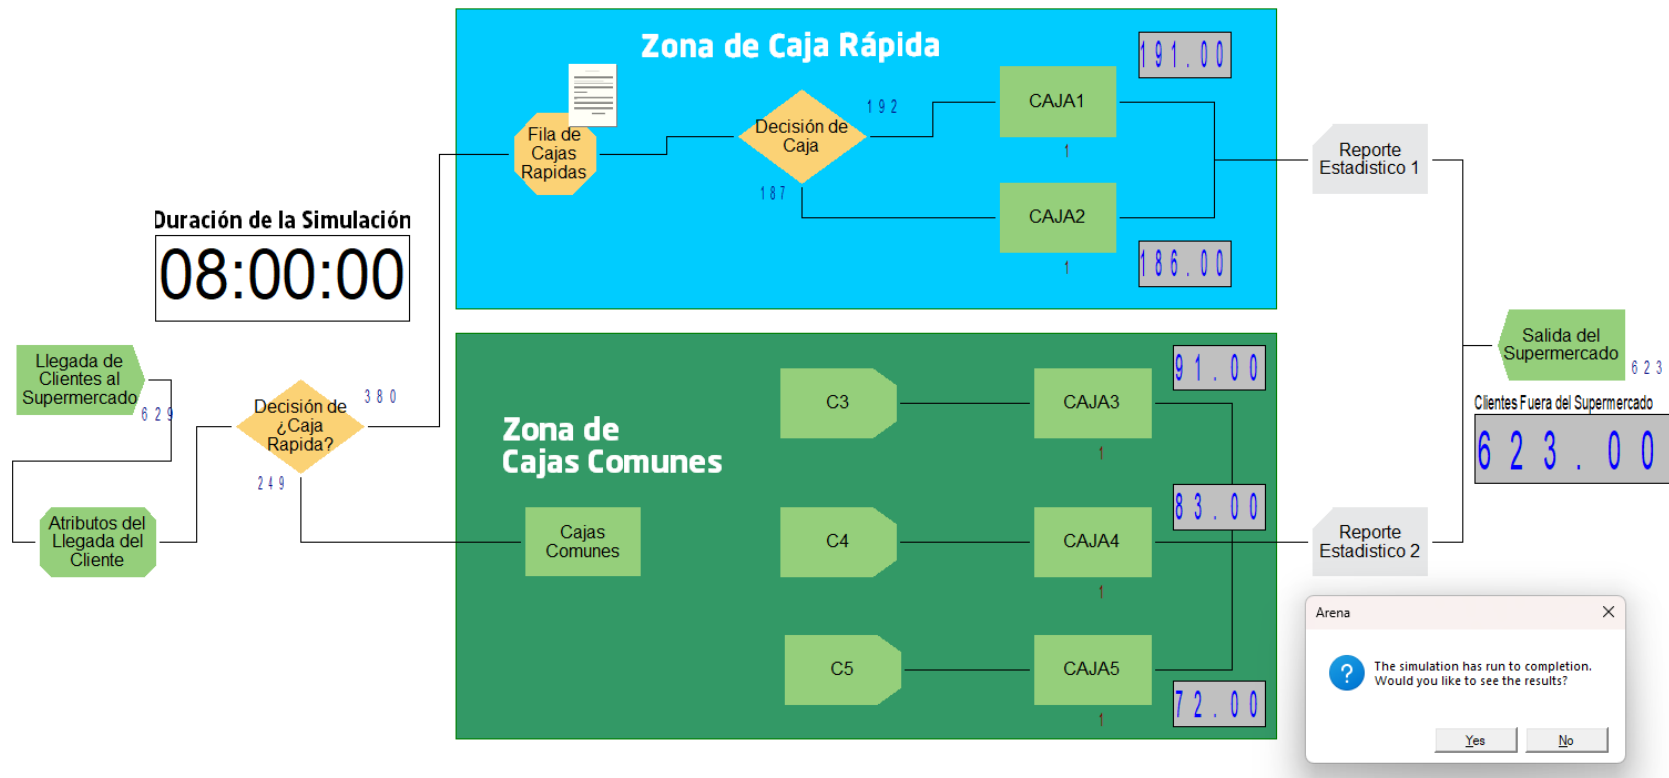 Zona de Caja Rápida
191.00
Fila de
Cajas
Rapidas
Decisión de
Caja
192
187
CAJA1
1
CAJA2
1
186.00
Reporte
Estadistico 1
Duración de la Simulación
08:00:00
Llegada de
Clientes al
Supermercado
629
Decisión de
¿Caja
Rapida?
380
249
Atributos del
Llegada del
Cliente
Zona de
Cajas Comunes
Cajas
Comunes
C3
CAJA3
1
91.00
C4
CAJA4
1
83.00
C5
CAJA5
1
72.00
Reporte
Estadistico 2
Salida del
Supermercado
623
Clientes Fuera del Supermercado
623.00
Arena
The simulation has run to completion.
Would you like to see the results?
Yes
No